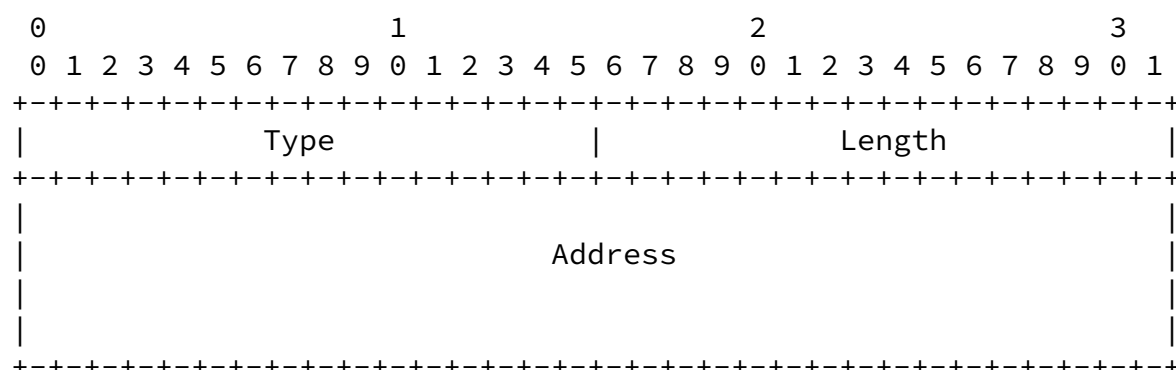 0                   1                   2                   3
 0 1 2 3 4 5 6 7 8 9 0 1 2 3 4 5 6 7 8 9 0 1 2 3 4 5 6 7 8 9 0 1
+-+-+-+-+-+-+-+-+-+-+-+-+-+-+-+-+-+-+-+-+-+-+-+-+-+-+-+-+-+-+-+-+
|             Type              |             Length            |
+-+-+-+-+-+-+-+-+-+-+-+-+-+-+-+-+-+-+-+-+-+-+-+-+-+-+-+-+-+-+-+-+
|                                                               |
|                             Address                           |
|                                                               |
|                                                               |
+-+-+-+-+-+-+-+-+-+-+-+-+-+-+-+-+-+-+-+-+-+-+-+-+-+-+-+-+-+-+-+-+